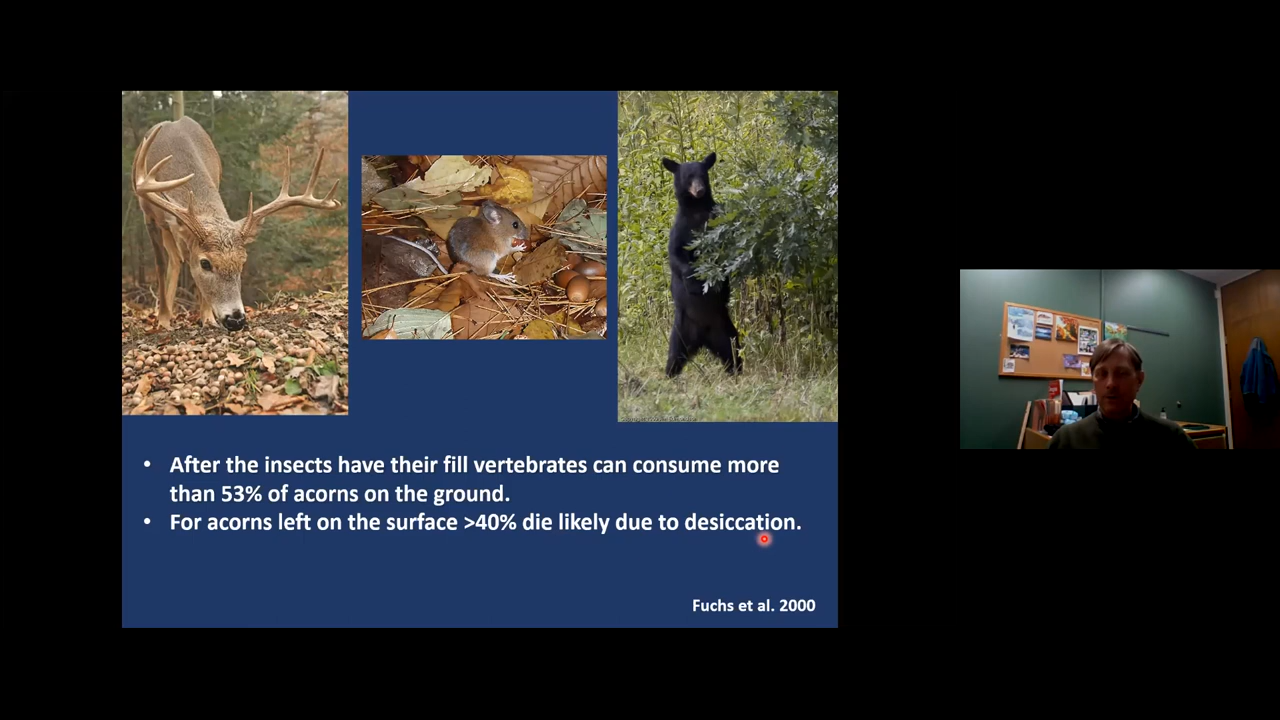 • After the insects have their fill vertebrates can consume more
than 53% of acorns on the ground.
• For acorns left on the surface >40% die likely due to desiccation.
Fuchs et al. 2000